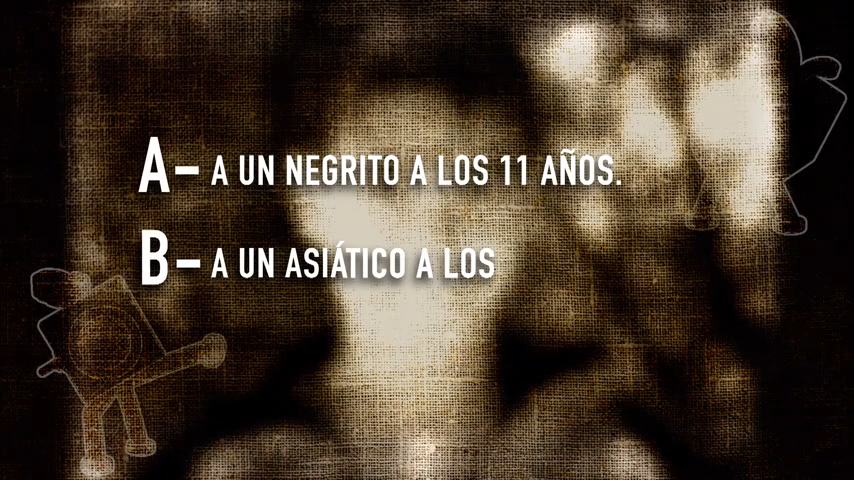 A- A UN NEGRITO A LOS 11 AÑOS.
B- A UN ASIÁTICO A LOS